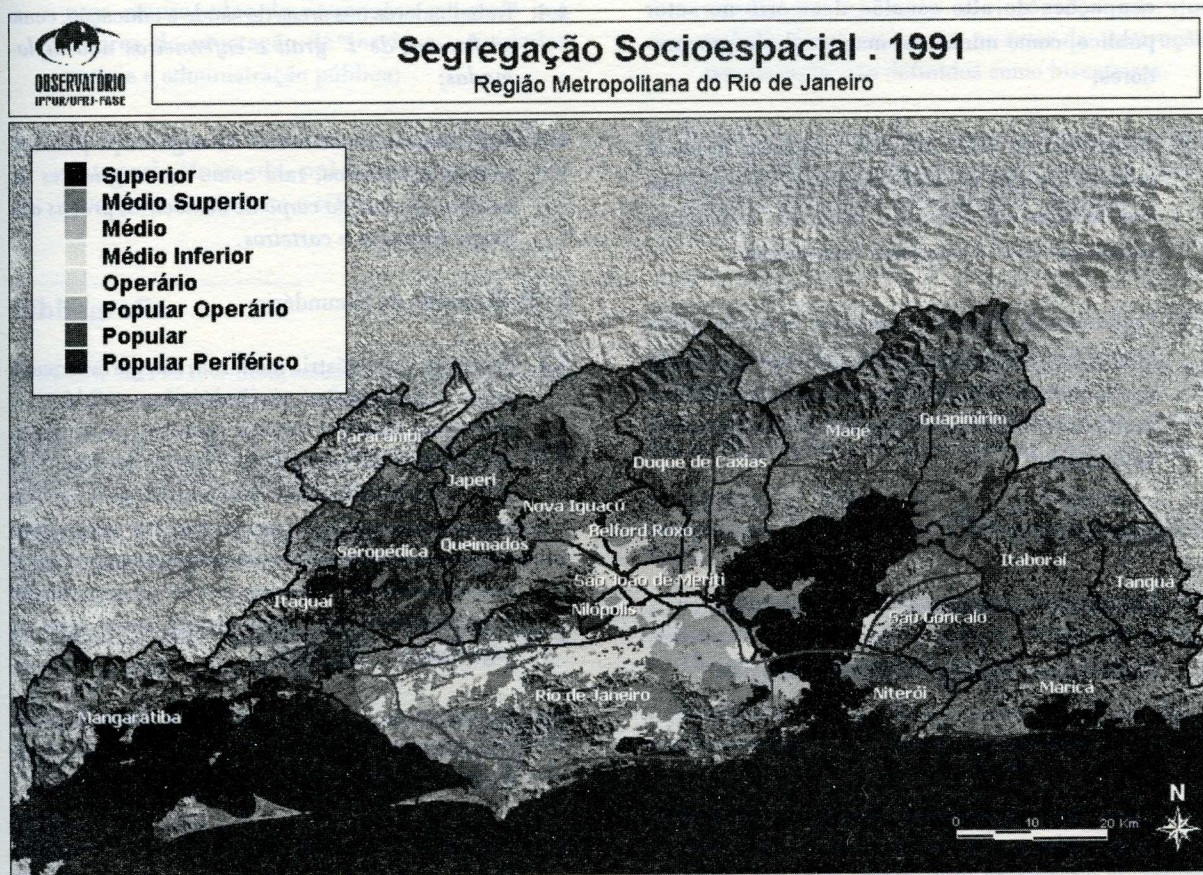 OBSERVATÓRIO
IPPUR/UFRJ-FASE
Segregação Socioespacial . 1991
Região Metropolitana do Rio de Janeiro
Superior
Médio Superior
Médio
Médio Inferior
Operário
Popular Operário
Popular
Popular Periférico
Paracambi
Japeri
Nova Iguaçú
Duque de Caxias
Magé
Guapimirim
Belford Roxo
Seropédica
Queimados
Itaguaí
São João de Meriti
Nilópolis
Itaboraí
Tanguá
São Gonçalo
Rio de Janeiro
Niterói
Maricá
Mangaratiba
N
0 10 20 Km